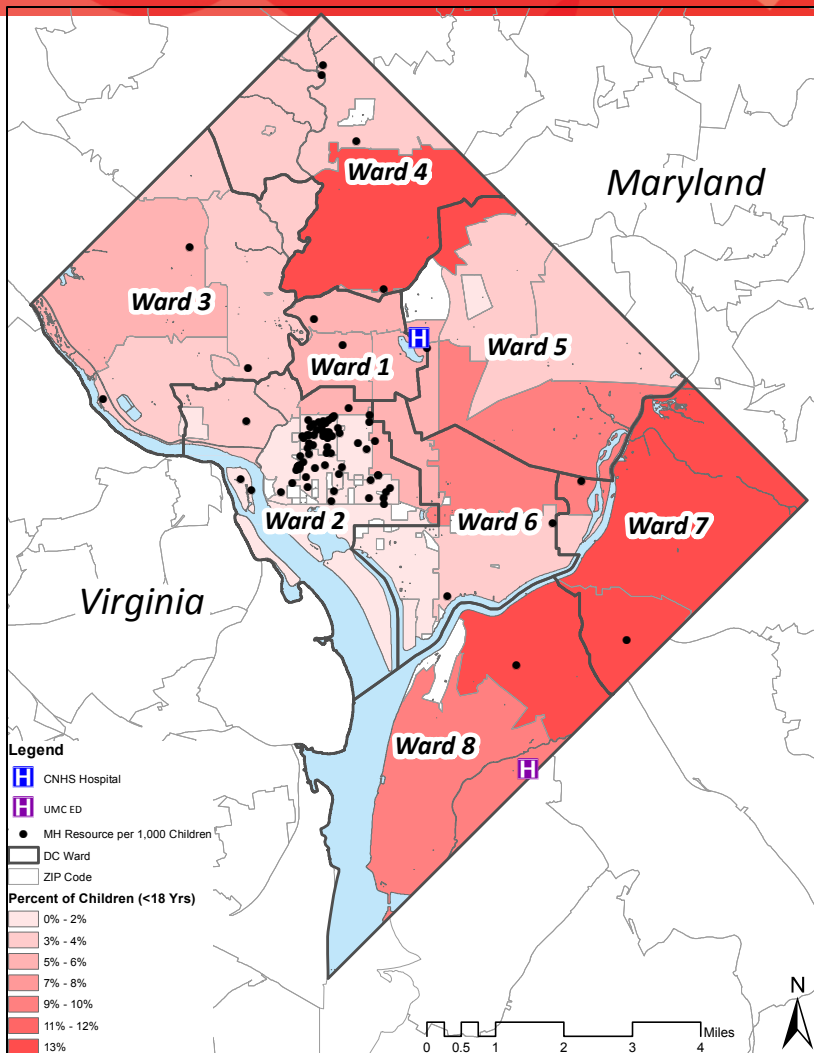 Ward 4
Maryland
Ward 3
H
Ward 5
Ward 1
Ward 2
Ward 6
Ward 7
Virginia
Ward 8
H
Legend
H CNHS Hospital
H UMC ED
MH Resource per 1,000 Children
DC Ward
ZIP Code
Percent of Children (<18 Yrs)
0% - 2%
3% - 4%
5% - 6%
7% - 8%
9% - 10%
11% - 12%
13%
N
Miles
0 0.5 1 2 3 4